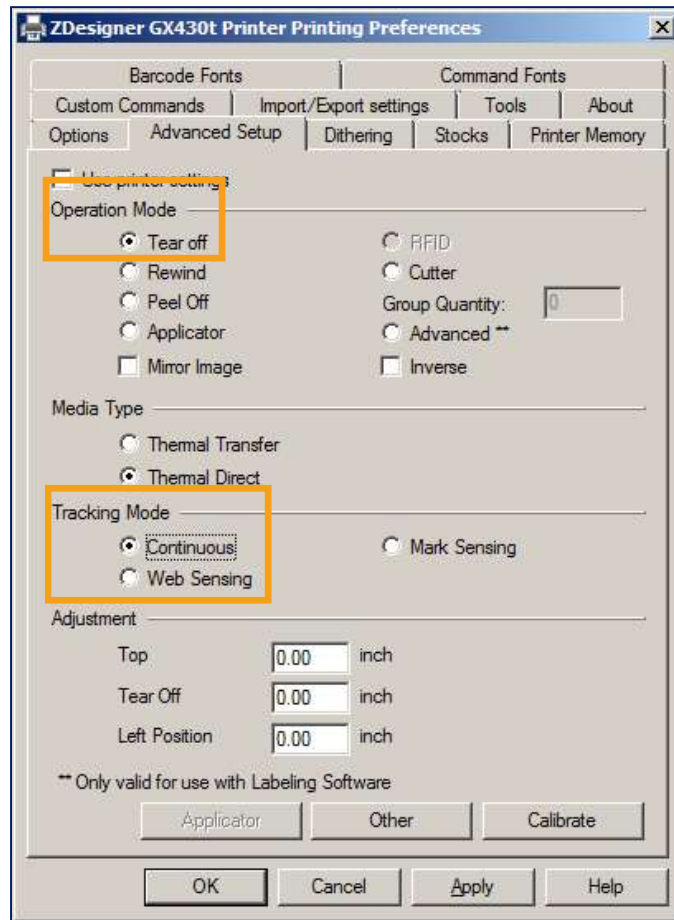 ZDesigner GX430t Printer Printing Preferences
Barcode Fonts Command Fonts
Custom Commands Import/Export settings Tools About
Options Advanced Setup Dithering Stocks Printer Memory
Use printer settings
Operation Mode
Tear off RFID
Rewind Cutter
Peel Off Group Quantity: 0
Applicator Advanced **
Mirror Image Inverse
Media Type
Thermal Transfer
Thermal Direct
Tracking Mode
Continuous Mark Sensing
Web Sensing
Adjustment
Top 0.00 inch
Tear Off 0.00 inch
Left Position 0.00 inch
** Only valid for use with Labeling Software
Applicator Other Calibrate
OK Cancel Apply Help